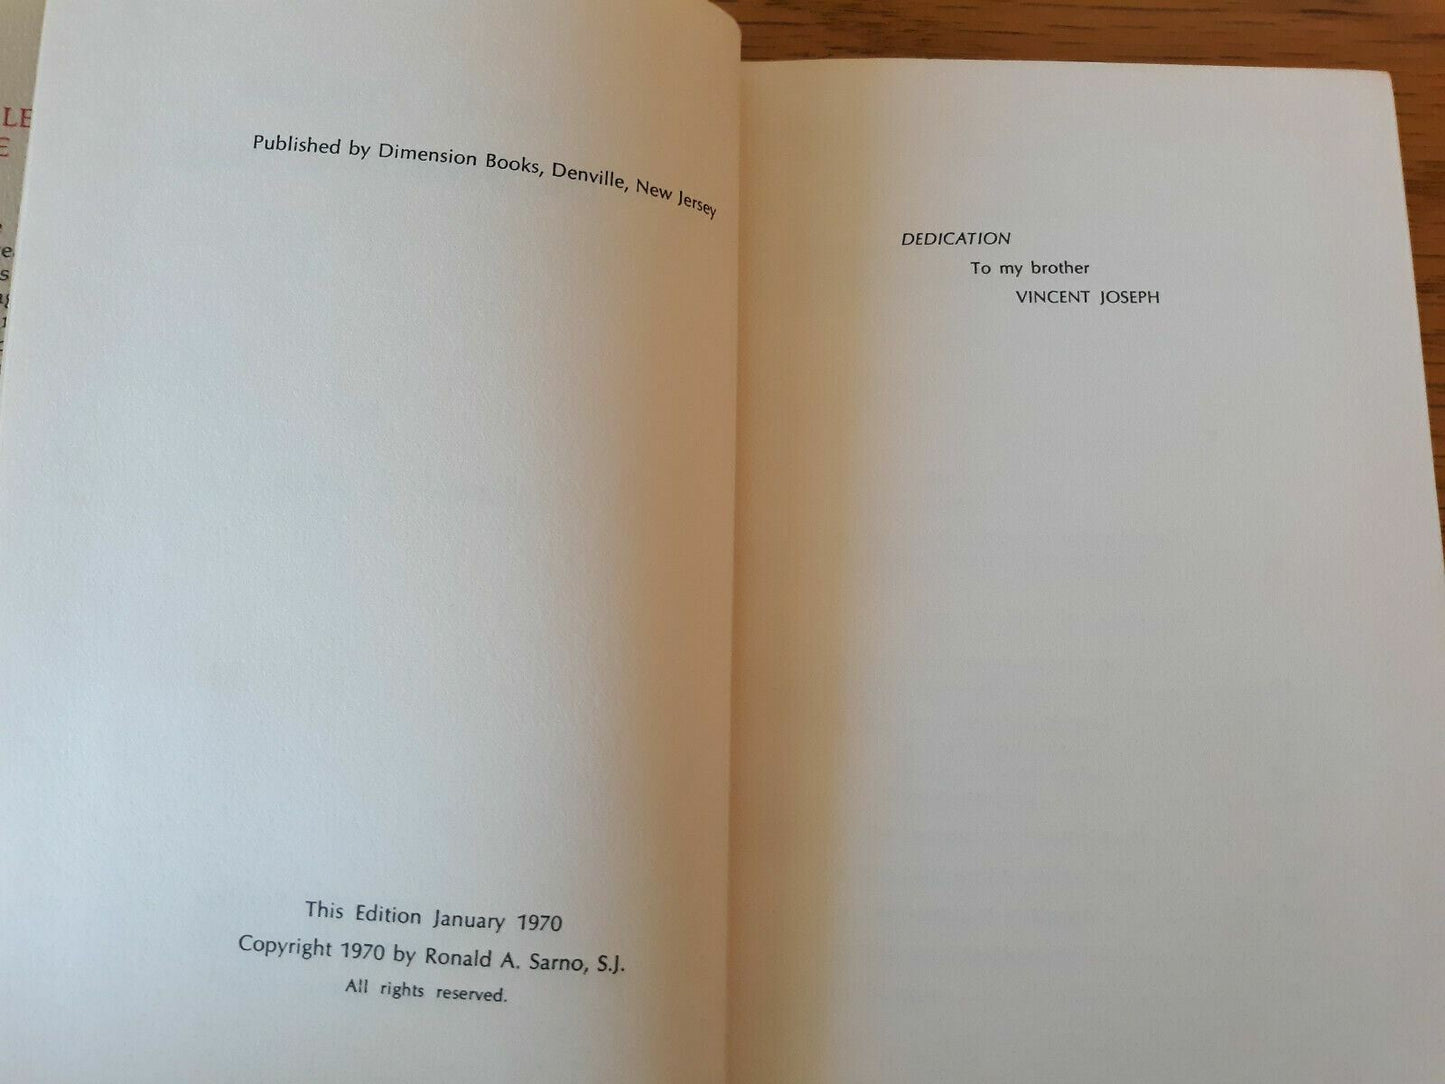 LE
Published by Dimension Books, Denville, New Jersey
This Edition January 1970
Copyright 1970 by Ronald A. Sarno, S.J.
All rights reserved.
DEDICATION
To my brother
VINCENT JOSEPH